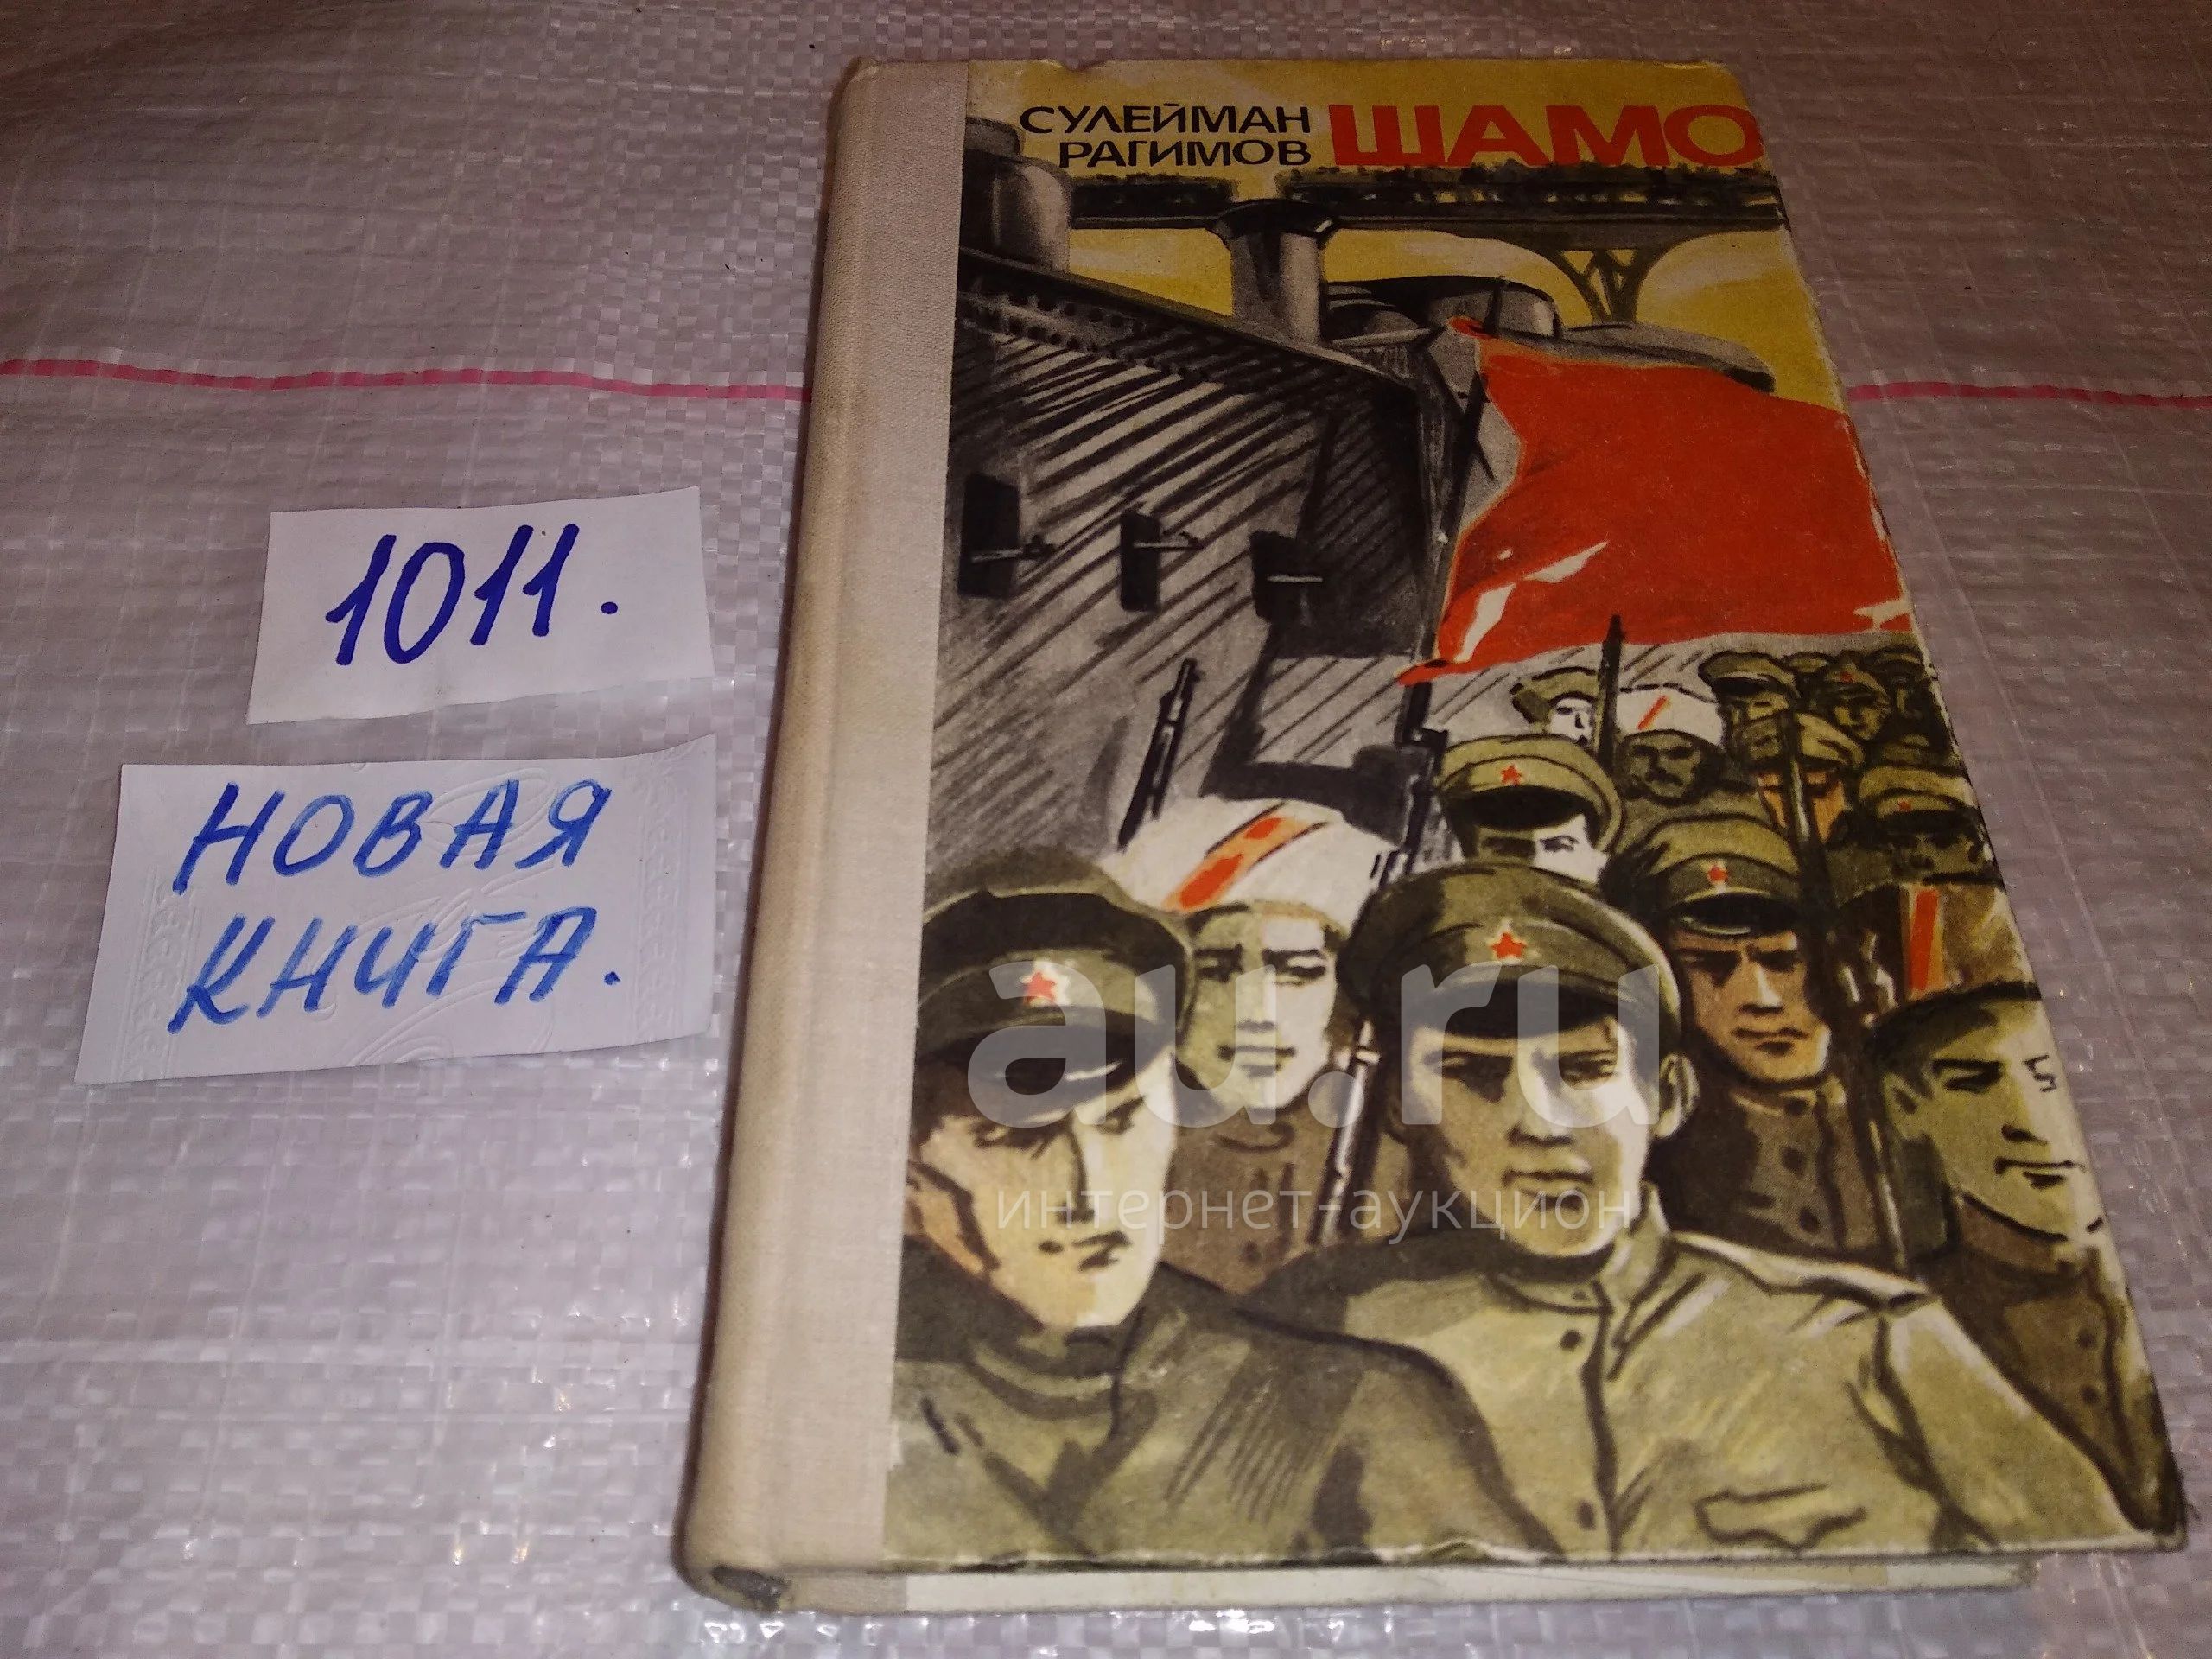 СУЛЕЙМАН
РАГИМОВ
ШАМО
1011.
НОВАЯ
КНИГА.
au.ru
интернет-аукцион